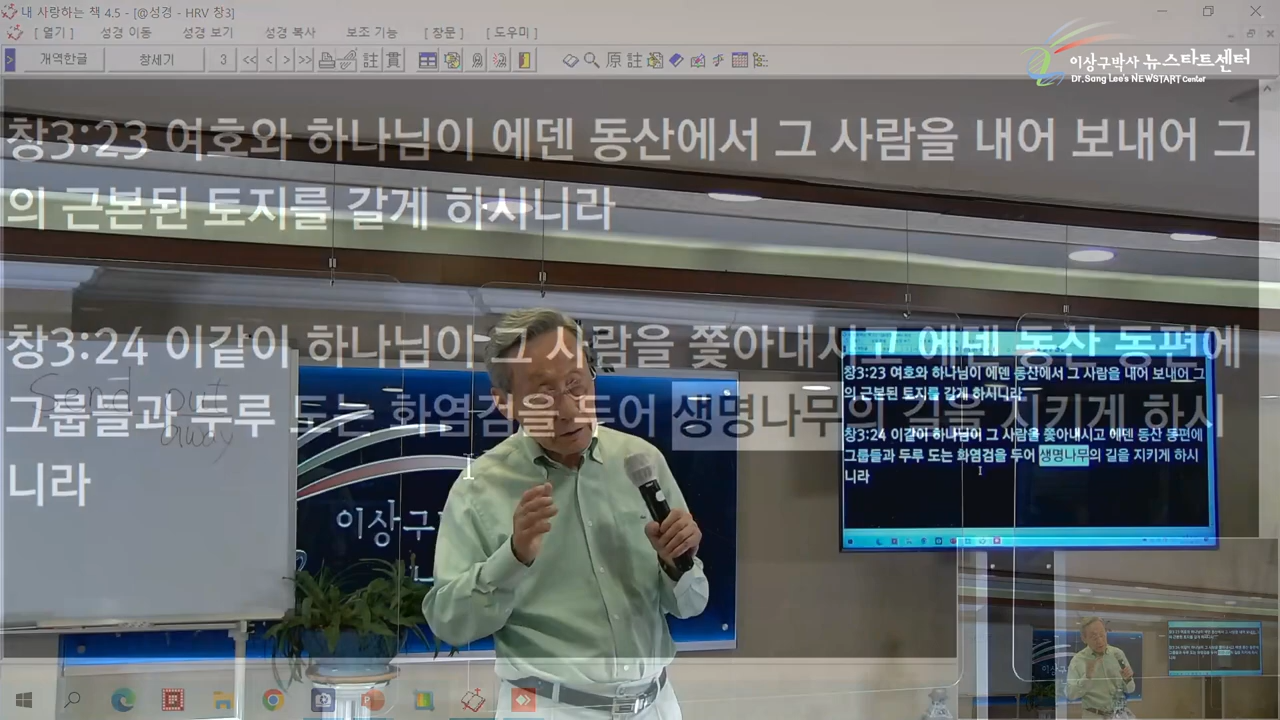 내 사랑하는 책 4.5 - [@성경 - HRV 창3]
[ 열기 ] 성경 이동 성경 보기 성경 복사 보조 기능 [ 창문 ] [ 도우미 ]
개역한글 창세기 3 << < > >> 註 貫 原 註
이상구박사 뉴스타트센터
Dr. Sang Lee's NEWSTART Center
창3:23 여호와 하나님이 에덴 동산에서 그 사람을 내어 보내어 그
의 근본된 토지를 갈게 하시니라
창3:24 이같이 하나님이 그 사람을 쫓아내시고 에덴 동산 동편에
그룹들과 두루 도는 화염검을 두어 생명나무의 길을 지키게 하시
니라
Send out
away
이상구
창3:23 여호와 하나님이 에덴 동산에서 그 사람을 내어 보내어 그
의 근본된 토지를 갈게 하시니라
창3:24 이같이 하나님이 그 사람을 쫓아내시고 에덴 동산 동편에
그룹들과 두루 도는 화염검을 두어 생명나무의 길을 지키게 하시
니라